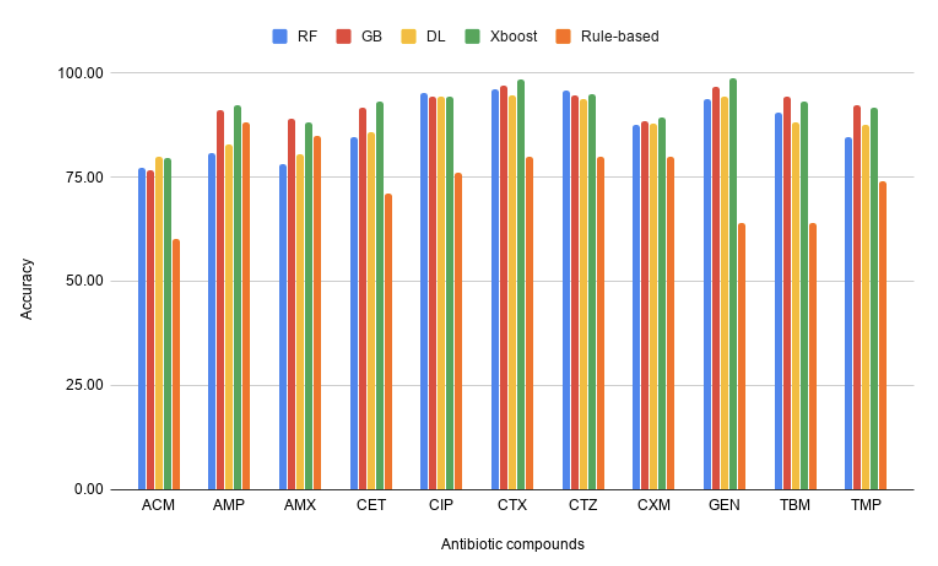 RF GB DL Xboost Rule-based
100.00
75.00
50.00
25.00
0.00
Accuracy
ACM AMP AMX CET CIP CTX CTZ CXM GEN TBM TMP
Antibiotic compounds